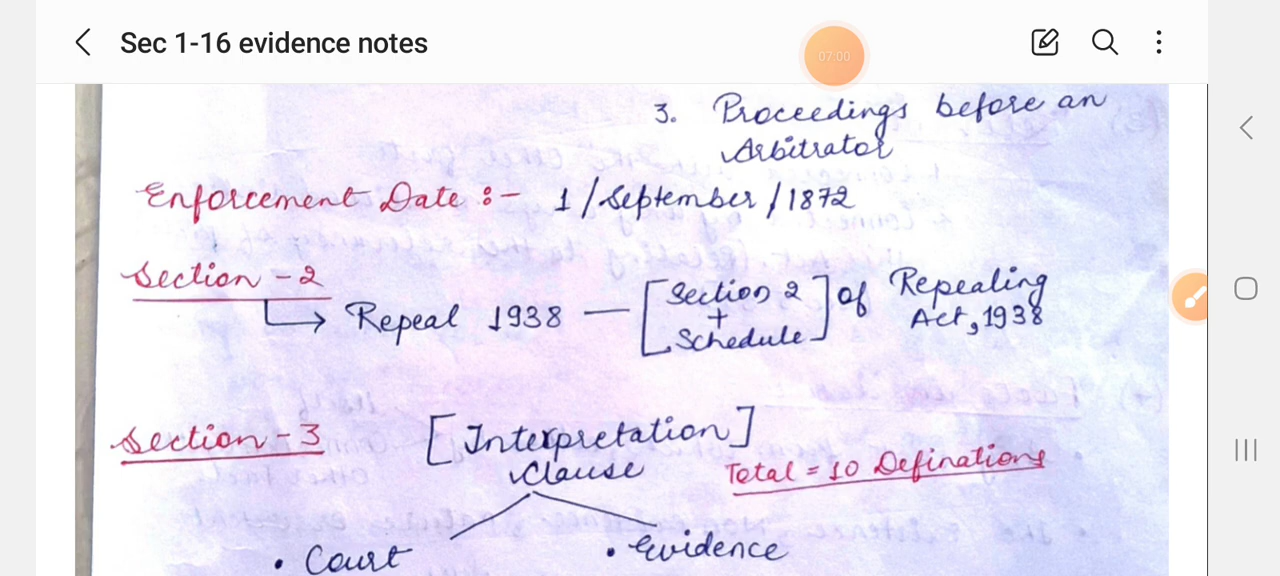 Sec 1-16 evidence notes
07:00
3. Proceedings before an
Arbitrator
Enforcement Date :- 1/September/1872
Section -2
Repeal 1938 — [Section 2 + Schedule] of Repealing Act, 1938
Section - 3 [Interpretation]
Clause
Total = 10 Definations
• Court • Evidence